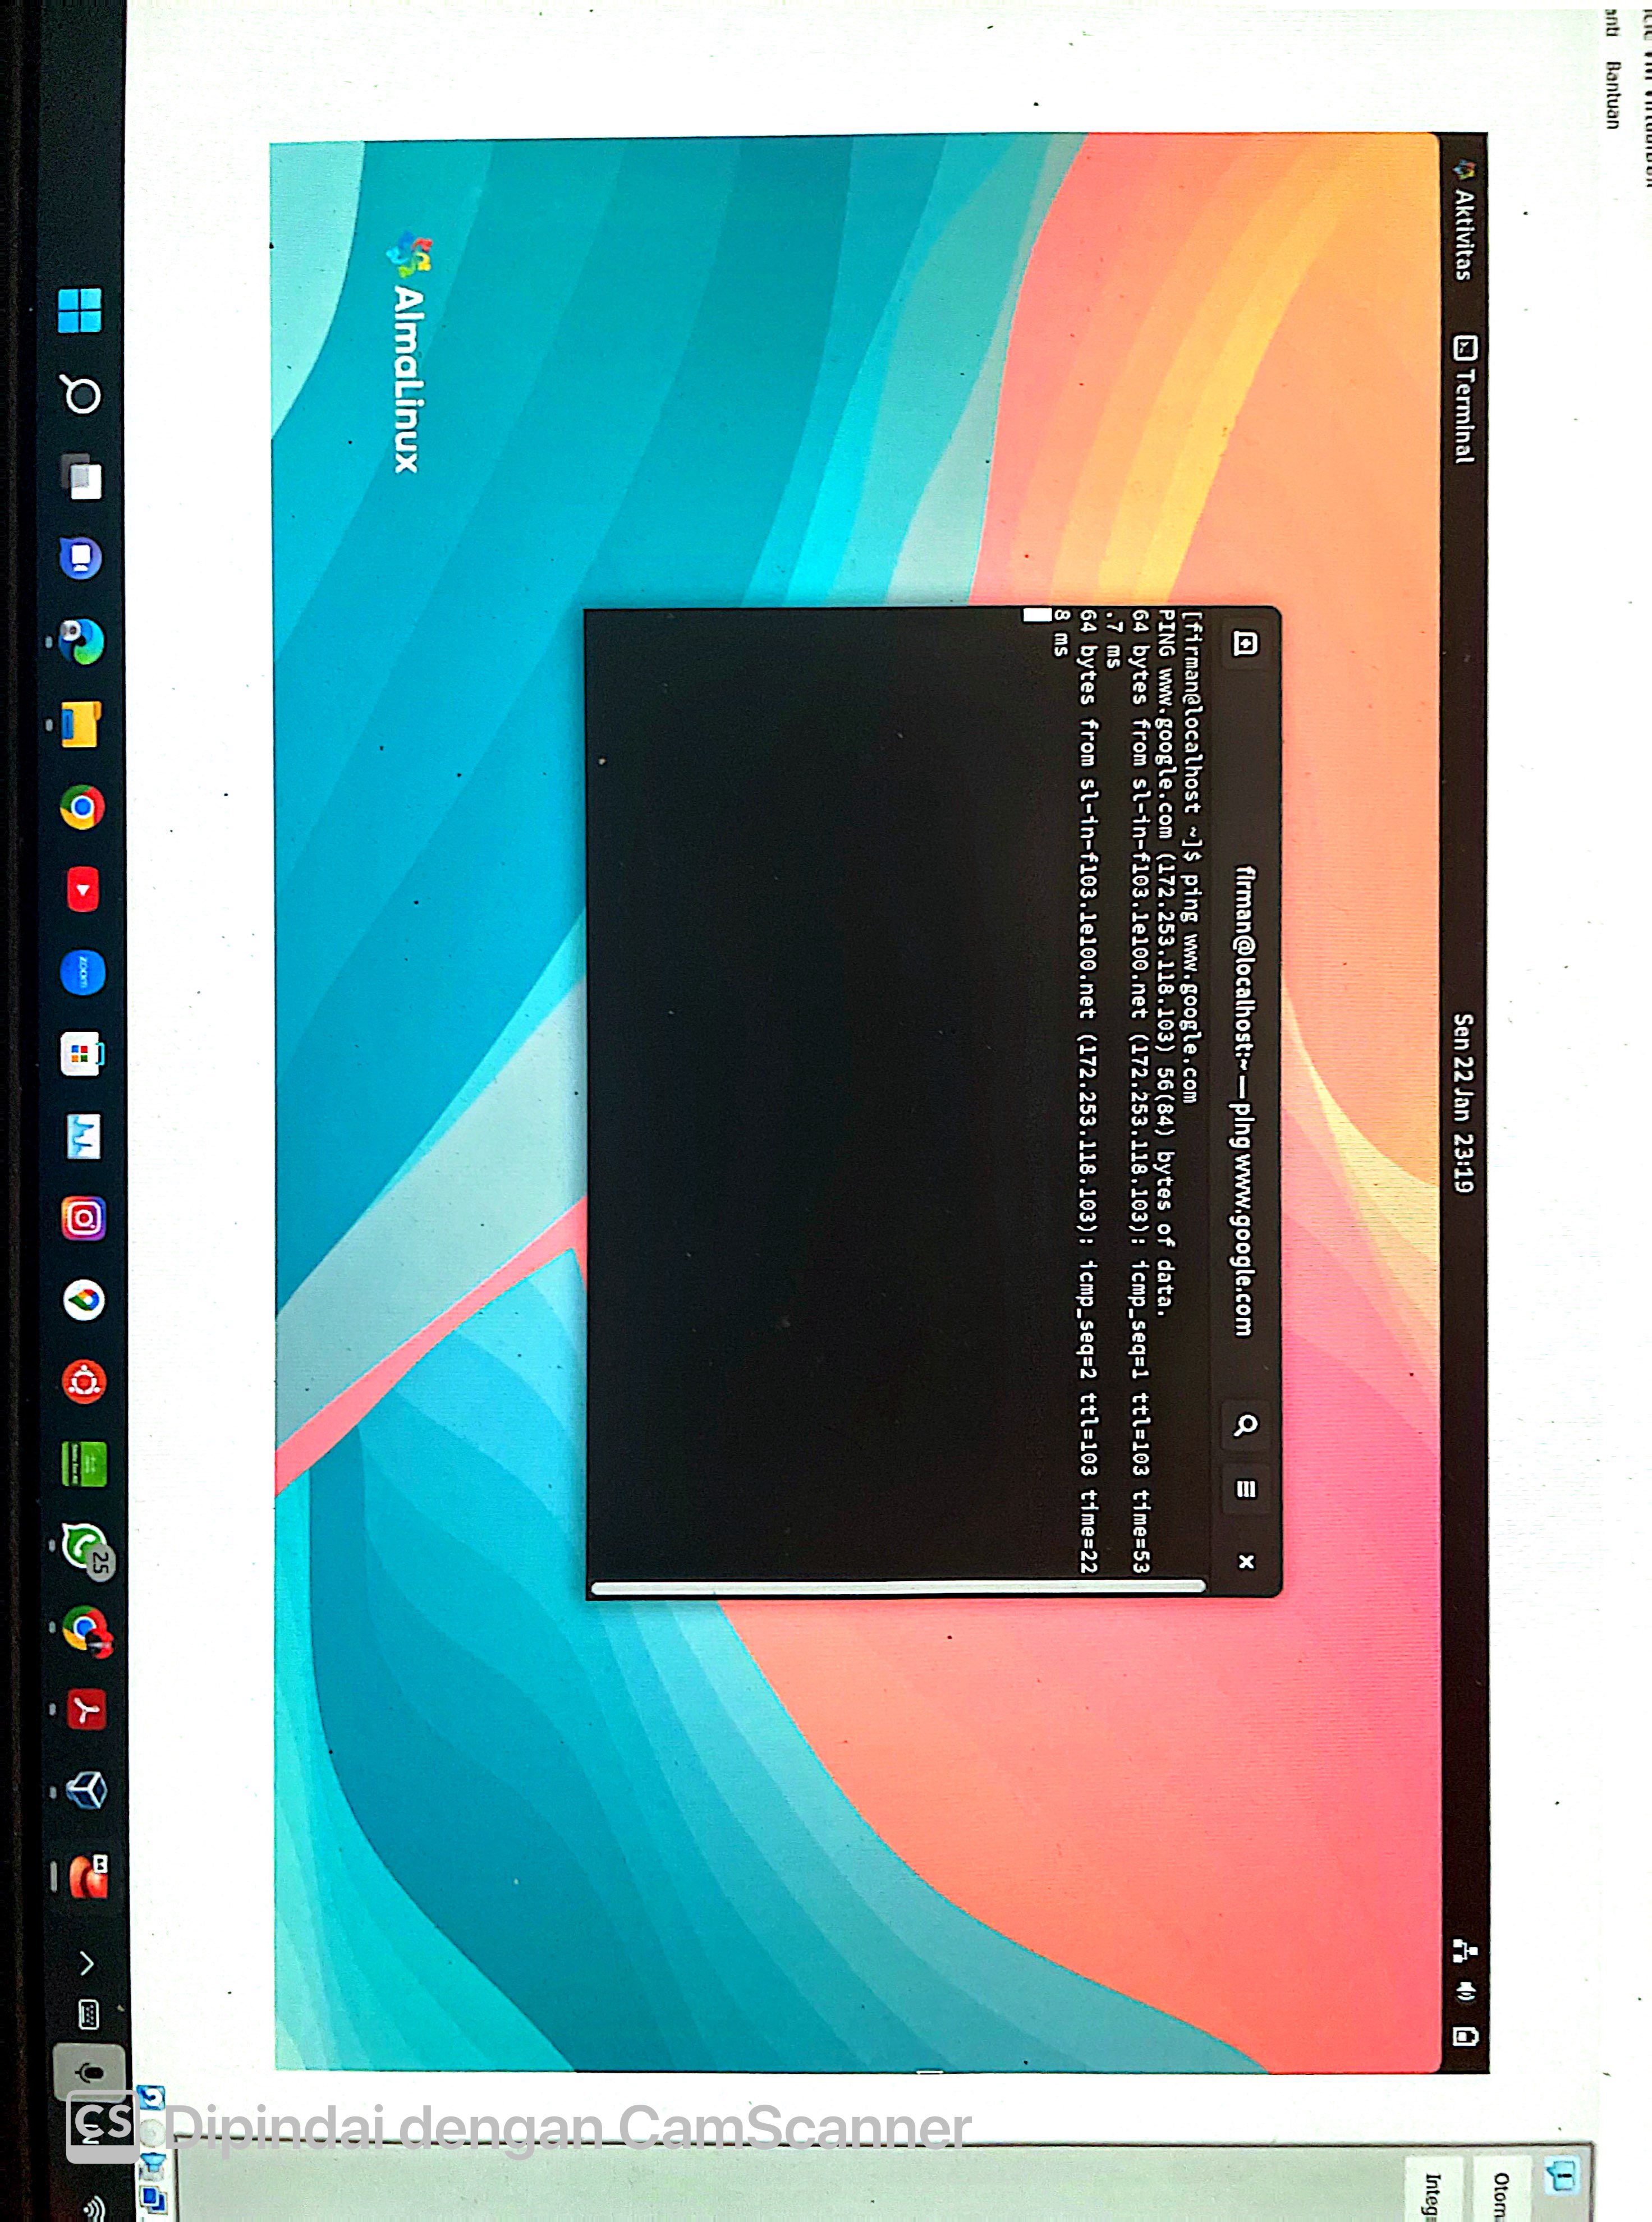 anti Bantuan
Aktivitas Terminal Sen 22 Jan 23:19
firman@localhost:~ — ping www.google.com
[firman@localhost ~]$ ping www.google.com
PING www.google.com (172.253.118.103) 56(84) bytes of data.
64 bytes from sl-in-f103.1e100.net (172.253.118.103): icmp_seq=1 ttl=103 time=53
.7 ms
64 bytes from sl-in-f103.1e100.net (172.253.118.103): icmp_seq=2 ttl=103 time=22
8 ms
AlmaLinux
Otom
Integ
zoom
25
64
CS Dipindai dengan CamScanner